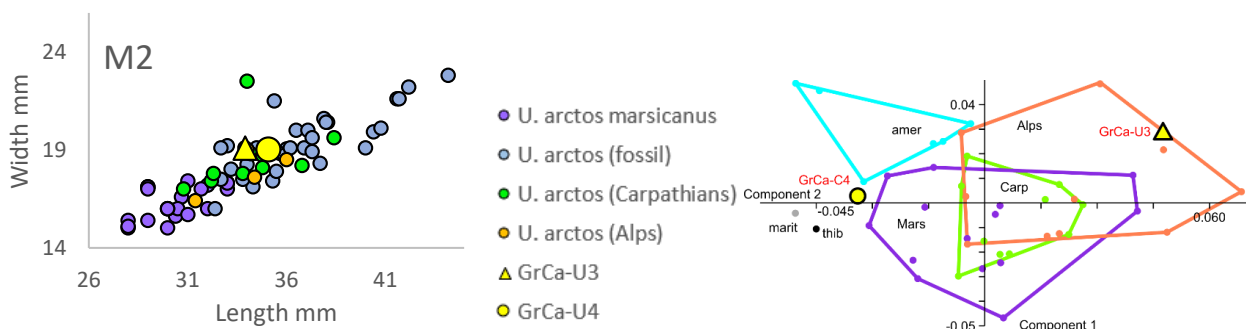 M2
Width mm
24
19
14
26
31
36
41
Length mm
U. arctos marsicanus
U. arctos (fossil)
U. arctos (Carpathians)
U. arctos (Alps)
GrCa-U3
GrCa-U4
0.04
amer
Alps
GrCa-U3
GrCa-C4
Component 2
-0.045
Carp
0.060
marit
thib
Mars
-0.05
Component 1